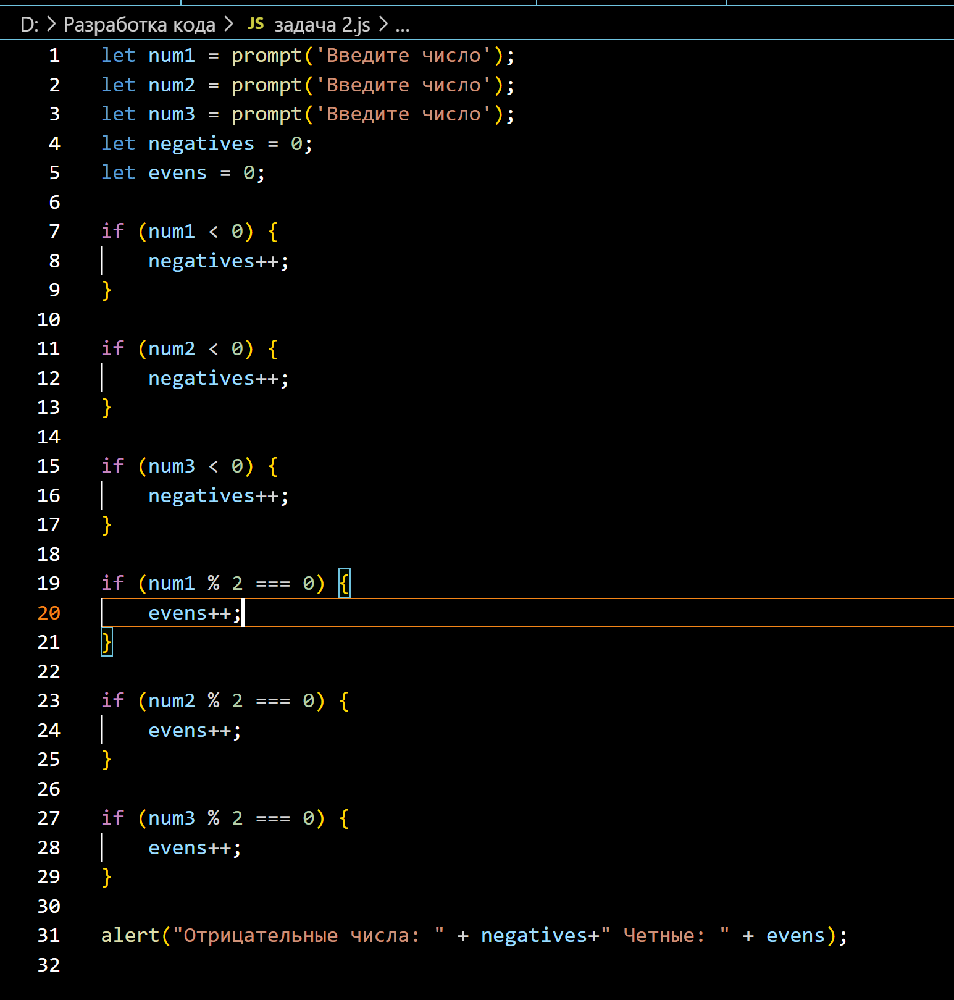 D: > Разработка кода > JS задача 2.js > ...
1 let num1 = prompt('Введите число');
2 let num2 = prompt('Введите число');
3 let num3 = prompt('Введите число');
4 let negatives = 0;
5 let evens = 0;
6
7 if (num1 < 0) {
8     negatives++;
9 }
10
11 if (num2 < 0) {
12     negatives++;
13 }
14
15 if (num3 < 0) {
16     negatives++;
17 }
18
19 if (num1 % 2 === 0) {
20     evens++;
21 }
22
23 if (num2 % 2 === 0) {
24     evens++;
25 }
26
27 if (num3 % 2 === 0) {
28     evens++;
29 }
30
31 alert("Отрицательные числа: " + negatives+" Четные: " + evens);
32